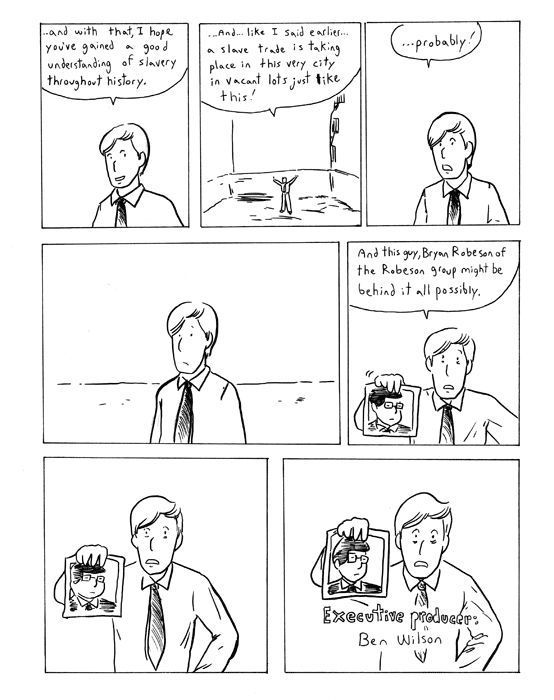 ...and with that, I hope
you've gained a good
understanding of slavery
throughout history.
...And... like I said earlier...
a slave trade is taking
place in this very city
in vacant lots just like
this!
...probably!
And this guy, Bryan Robeson of
the Robeson group might be
behind it all possibly.
Executive producer:
Ben Wilson